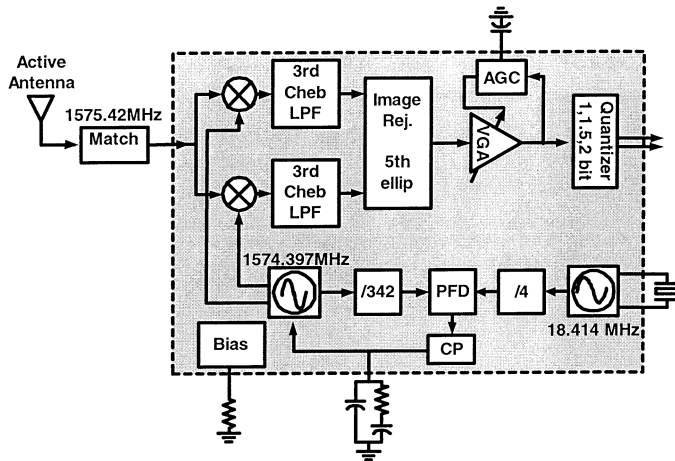 Active
Antenna
1575.42MHz
Match
3rd
Cheb
LPF
3rd
Cheb
LPF
Image
Rej.
5th
ellip
AGC
VGA
Quantizer
1,1.5,2 bit
1574.397MHz
/342
PFD
/4
18.414 MHz
CP
Bias